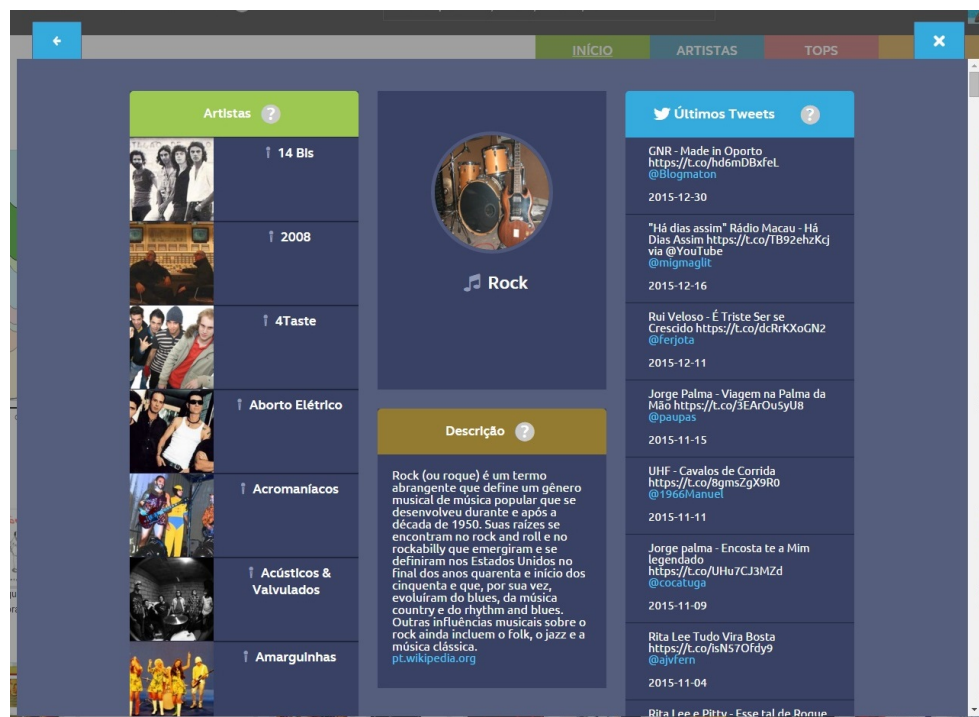 INÍCIO
ARTISTAS
TOPS
Artistas ?
14 Bis
2008
4Taste
Aborto Elétrico
Acromaníacos
Acústicos &
Valvulados
Amarguinhas
Rock
Descrição ?
Rock (ou roque) é um termo
abrangente que define um gênero
musical de música popular que se
desenvolveu durante e após a
década de 1950. Suas raízes se
encontram no rock and roll e no
rockabilly que emergiram e se
definiram nos Estados Unidos no
final dos anos quarenta e início dos
cinquenta e que, por sua vez,
evoluíram do blues, da música
country e do rhythm and blues.
Outras influências musicais sobre o
rock ainda incluem o folk, o jazz e a
música clássica.
pt.wikipedia.org
Últimos Tweets ?
GNR - Made in Oporto
https://t.co/hd6mDBxfeL
@Blogmaton
2015-12-30
"Há dias assim" Rádio Macau - Há
Dias Assim https://t.co/TB92ehzKcj
via @YouTube
@migmaglit
2015-12-16
Rui Veloso - É Triste Ser se
Crescido https://t.co/dcRrKXoGN2
@ferjota
2015-12-11
Jorge Palma - Viagem na Palma da
Mão https://t.co/3EArOu5yU8
@paupas
2015-11-15
UHF - Cavalos de Corrida
https://t.co/8gmsZgX9R0
@1966Manuel
2015-11-11
Jorge palma - Encosta te a Mim
legendado
https://t.co/UHu7CJ3MZd
@cocatuga
2015-11-09
Rita Lee Tudo Vira Bosta
https://t.co/isN57Ofdy9
@ajvfern
2015-11-04
Rita Lee e Pitty - Esse tal de Roque